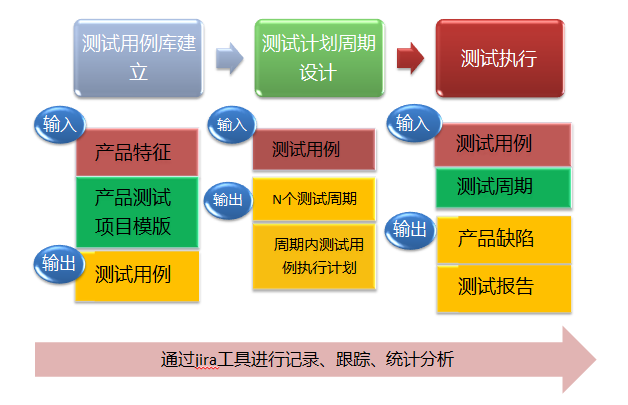 测试用例库建
立
测试计划周期
设计
测试执行
输入
产品特征
产品测试
项目模版
输出
测试用例
输入
测试用例
输出
N个测试周期
周期内测试用
例执行计划
输入
测试用例
测试周期
输出
产品缺陷
测试报告
通过jira工具进行记录、跟踪、统计分析